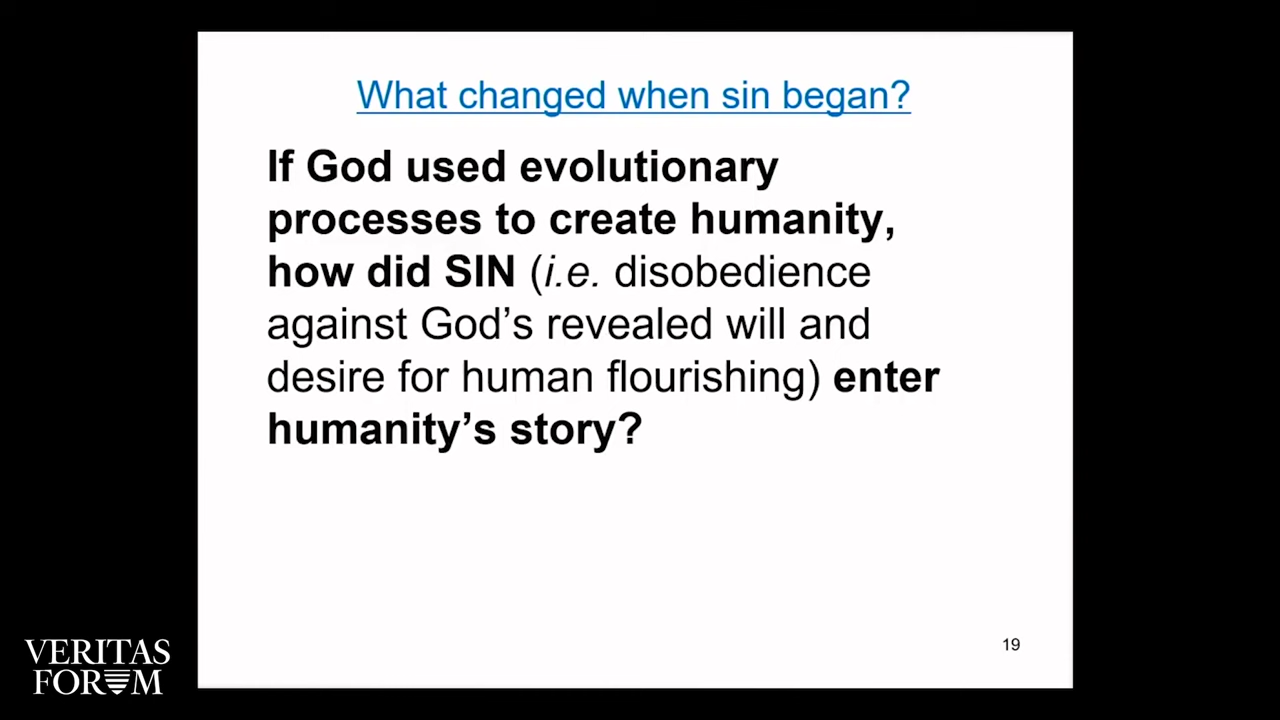 What changed when sin began?
If God used evolutionary
processes to create humanity,
how did SIN (i.e. disobedience
against God’s revealed will and
desire for human flourishing) enter
humanity’s story?
19
VERITAS
FORUM